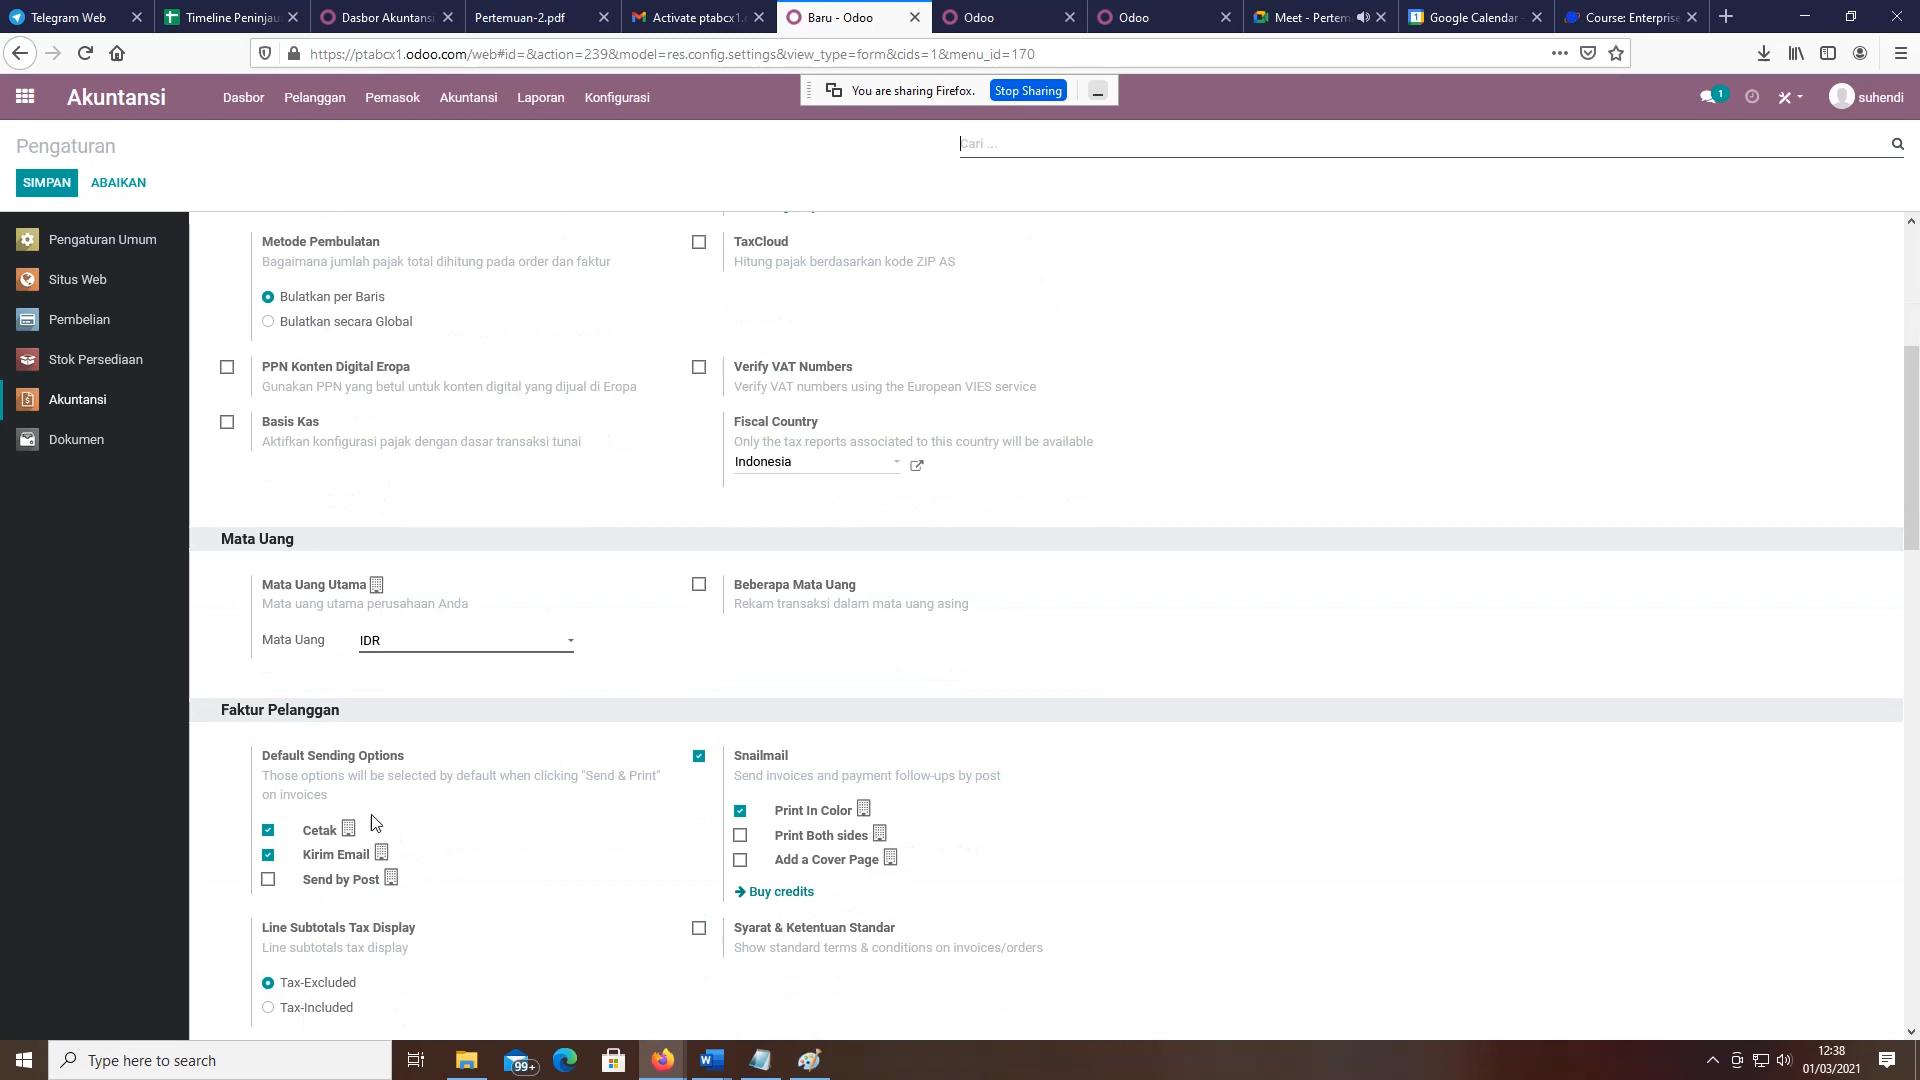 Telegram Web
Timeline Peninjau
Dasbor Akuntansi
Pertemuan-2.pdf
Activate ptabcx1.
Baru - Odoo
Odoo
Odoo
Meet - Pertem
Google Calendar
Course: Enterprise
https://ptabcx1.odoo.com/web#id=&action=239&model=res.config.settings&view_type=form&cids=1&menu_id=170
Akuntansi
Dasbor
Pelanggan
Pemasok
Akuntansi
Laporan
Konfigurasi
You are sharing Firefox.
Stop Sharing
1
suhendi
Pengaturan
Cari ...
SIMPAN
ABAIKAN
Pengaturan Umum
Situs Web
Pembelian
Stok Persediaan
Akuntansi
Dokumen
Metode Pembulatan
Bagaimana jumlah pajak total dihitung pada order dan faktur
Bulatkan per Baris
Bulatkan secara Global
TaxCloud
Hitung pajak berdasarkan kode ZIP AS
PPN Konten Digital Eropa
Gunakan PPN yang betul untuk konten digital yang dijual di Eropa
Verify VAT Numbers
Verify VAT numbers using the European VIES service
Basis Kas
Aktifkan konfigurasi pajak dengan dasar transaksi tunai
Fiscal Country
Only the tax reports associated to this country will be available
Indonesia
Mata Uang
Mata Uang Utama
Mata uang utama perusahaan Anda
Mata Uang
IDR
Beberapa Mata Uang
Rekam transaksi dalam mata uang asing
Faktur Pelanggan
Default Sending Options
Those options will be selected by default when clicking "Send & Print"
on invoices
Cetak
Kirim Email
Send by Post
Snailmail
Send invoices and payment follow-ups by post
Print In Color
Print Both sides
Add a Cover Page
Buy credits
Line Subtotals Tax Display
Line subtotals tax display
Tax-Excluded
Tax-Included
Syarat & Ketentuan Standar
Show standard terms & conditions on invoices/orders
Type here to search
99+
12:38
01/03/2021